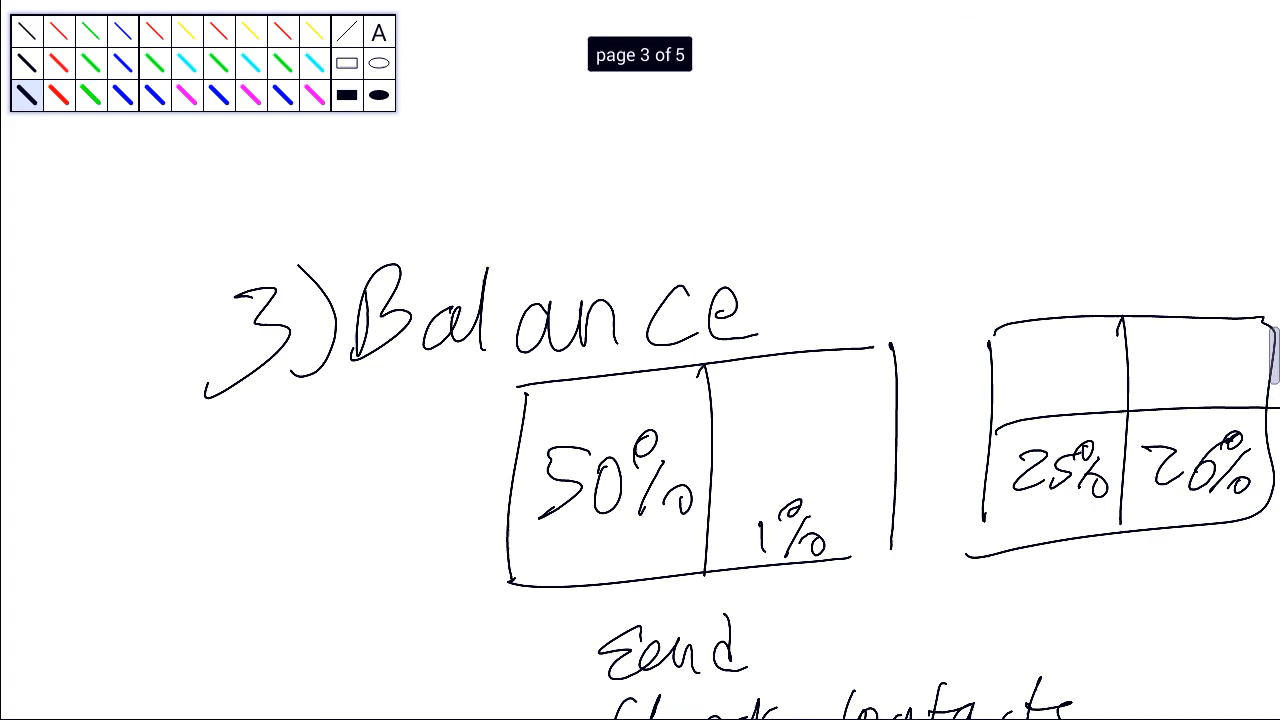 A
page 3 of 5
3) Balance
50% 1%
25% 26%
Send